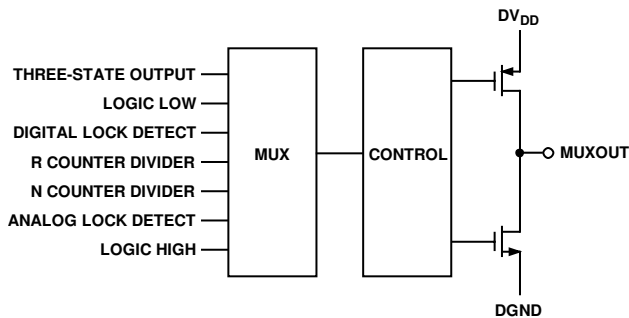 DVDD
THREE-STATE OUTPUT
LOGIC LOW
DIGITAL LOCK DETECT
R COUNTER DIVIDER
N COUNTER DIVIDER
ANALOG LOCK DETECT
LOGIC HIGH
MUX
CONTROL
MUXOUT
DGND